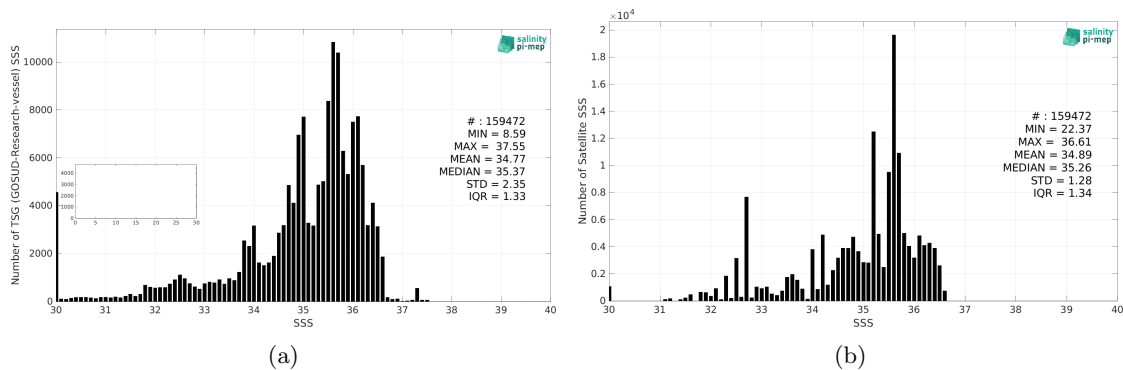 Number of TSG (GOSUD-Research-vessel) SSS
10000
8000
6000
4000
2000
0
30 31 32 33 34 35 36 37 38 39 40
SSS
4000
3000
2000
1000
0
0 5 10 15 20 25 30
salinity
pi-mep
# : 159472
MIN = 8.59
MAX = 37.55
MEAN = 34.77
MEDIAN = 35.37
STD = 2.35
IQR = 1.33
(a)
Number of Satellite SSS
×10⁴
2
1.8
1.6
1.4
1.2
1
0.8
0.6
0.4
0.2
0
30 31 32 33 34 35 36 37 38 39 40
SSS
salinity
pi-mep
# : 159472
MIN = 22.37
MAX = 36.61
MEAN = 34.89
MEDIAN = 35.26
STD = 1.28
IQR = 1.34
(b)